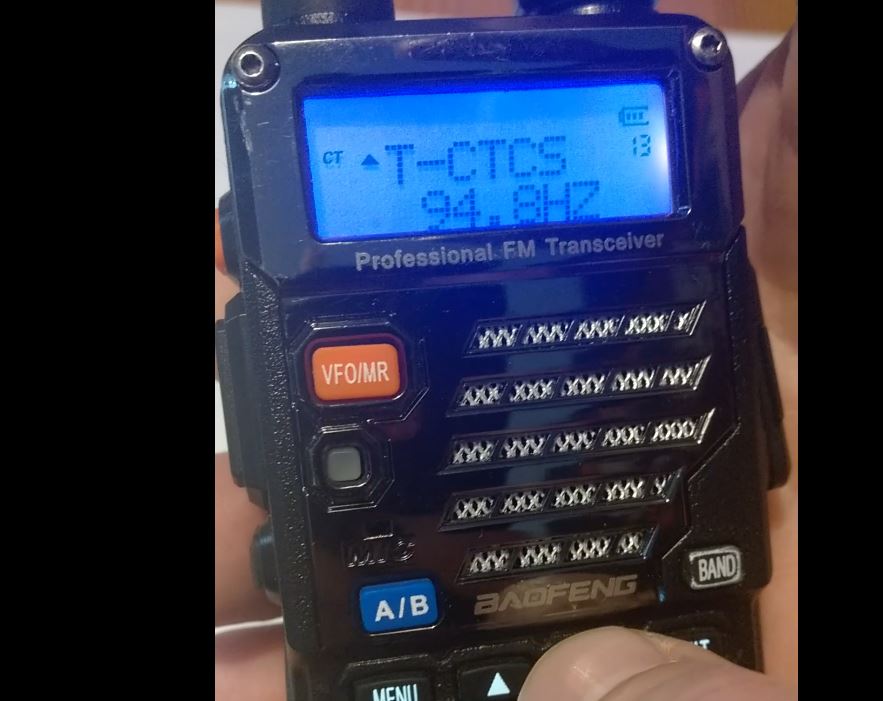 13
CT ▲T-CTCS
94.8HZ
Professional FM Transceiver
VFO/MR
MIC
BAND
A/B
BAOFENG
MENU
▲